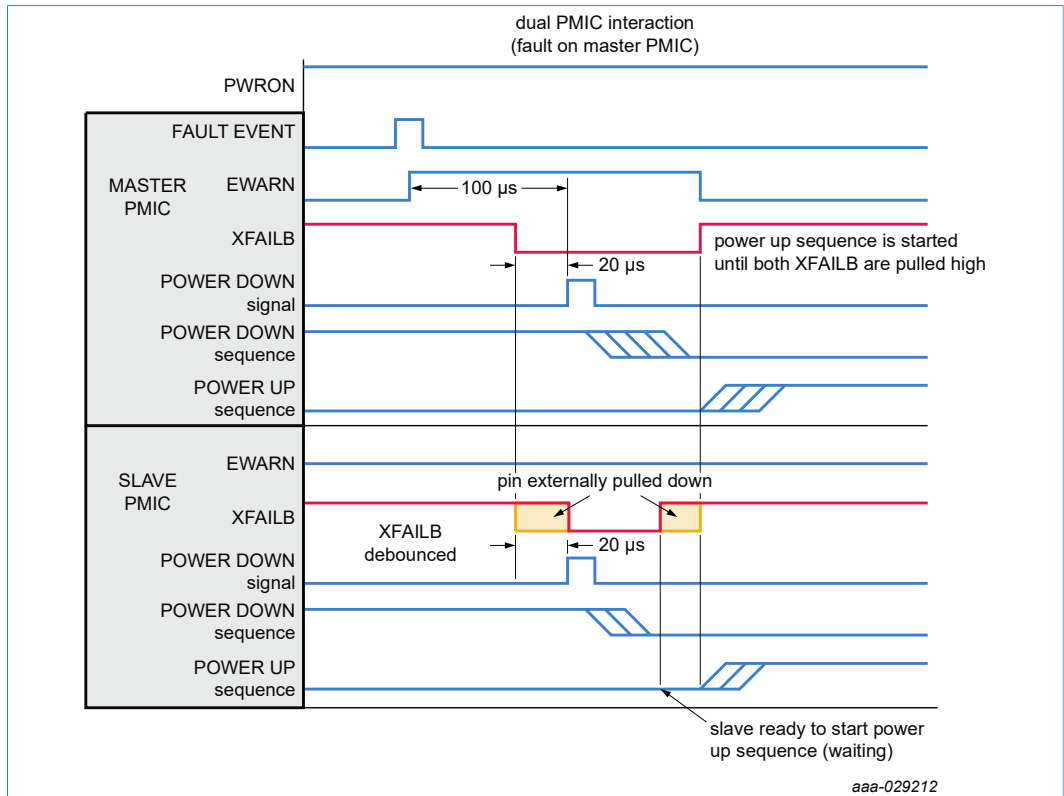 dual PMIC interaction
(fault on master PMIC)
PWRON
FAULT EVENT
MASTER
PMIC
EWARN
100 µs
XFAILB
power up sequence is started
until both XFAILB are pulled high
20 µs
POWER DOWN
signal
POWER DOWN
sequence
POWER UP
sequence
SLAVE
PMIC
EWARN
pin externally pulled down
XFAILB
XFAILB
debounced
20 µs
POWER DOWN
signal
POWER DOWN
sequence
POWER UP
sequence
slave ready to start power
up sequence (waiting)
aaa-029212